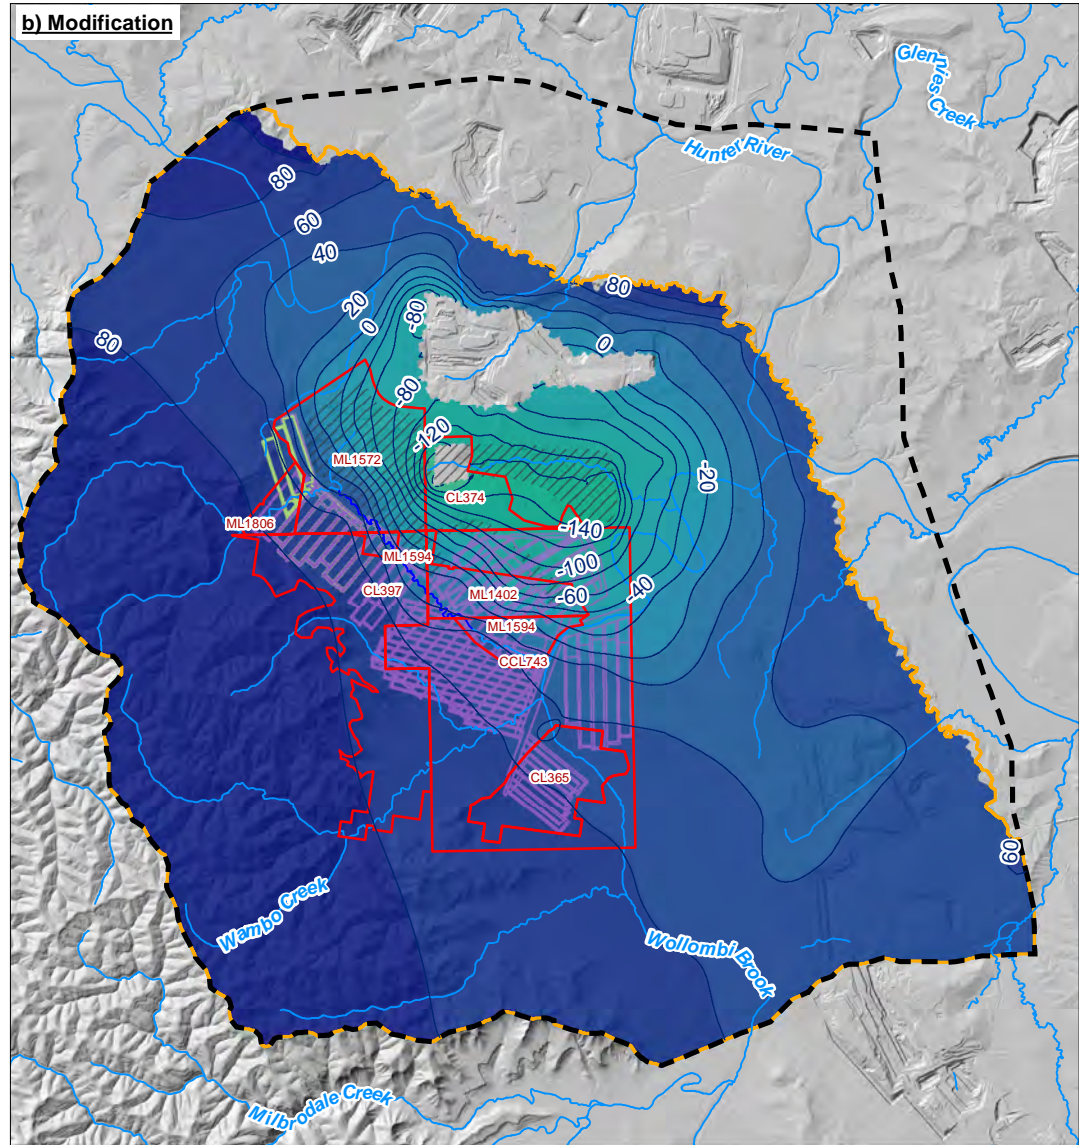 b) Modification
Glennies Creek
Hunter River
80
60
40
20
0
-80
80
0
80
-80
-120
ML1572
CL374
-20
ML1806
-140
ML1594
-100
CL397
ML1402
-60
-40
ML1594
CCL743
CL365
60
Wambo Creek
Wollombi Brook
Milbrodale Creek